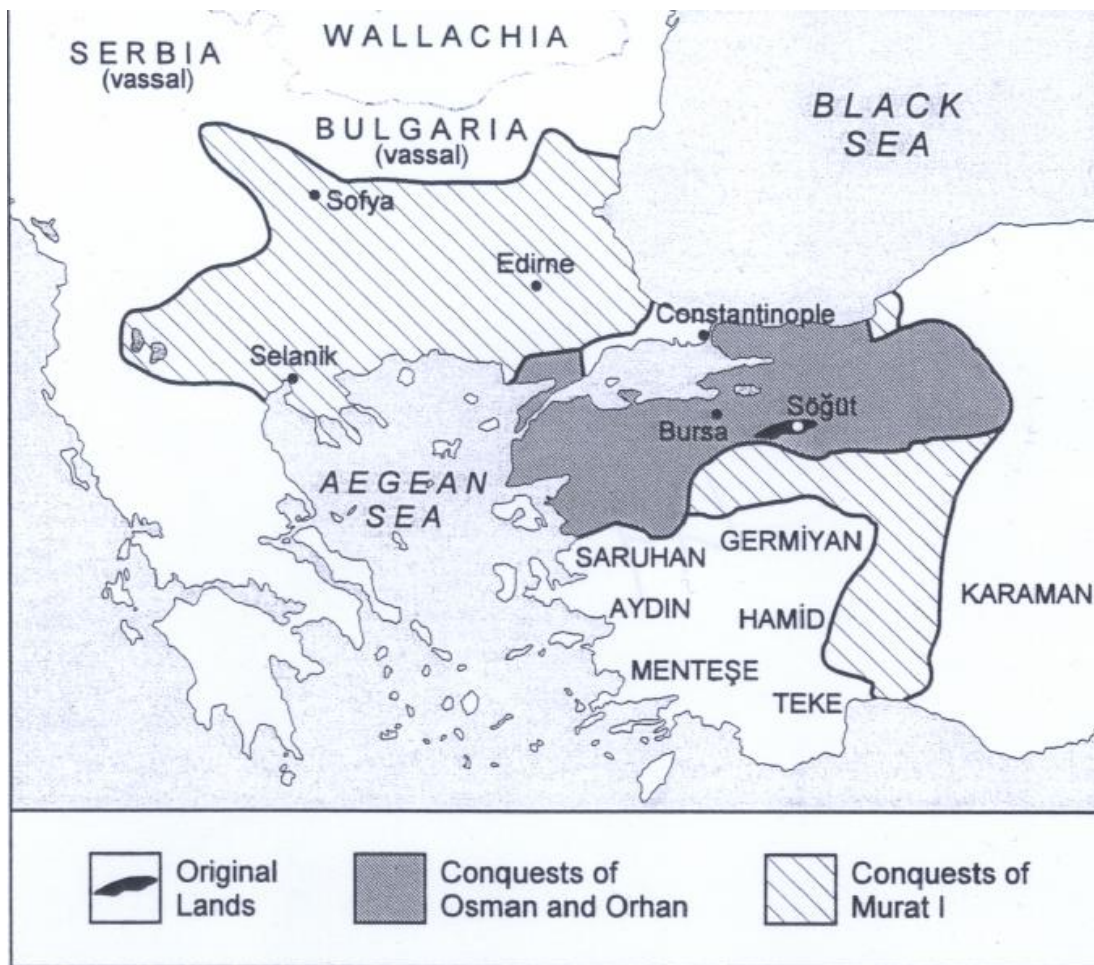 WALLACHIA
SERBIA
(vassal)
BLACK
SEA
BULGARIA
(vassal)
Sofya
Edirne
Constantinople
Selanik
Söğüt
Bursa
AEGEAN
SEA
SARUHAN
GERMİYAN
AYDIN
HAMİD
KARAMAN
MENTEŞE
TEKE
Original
Lands
Conquests of
Osman and Orhan
Conquests of
Murat I